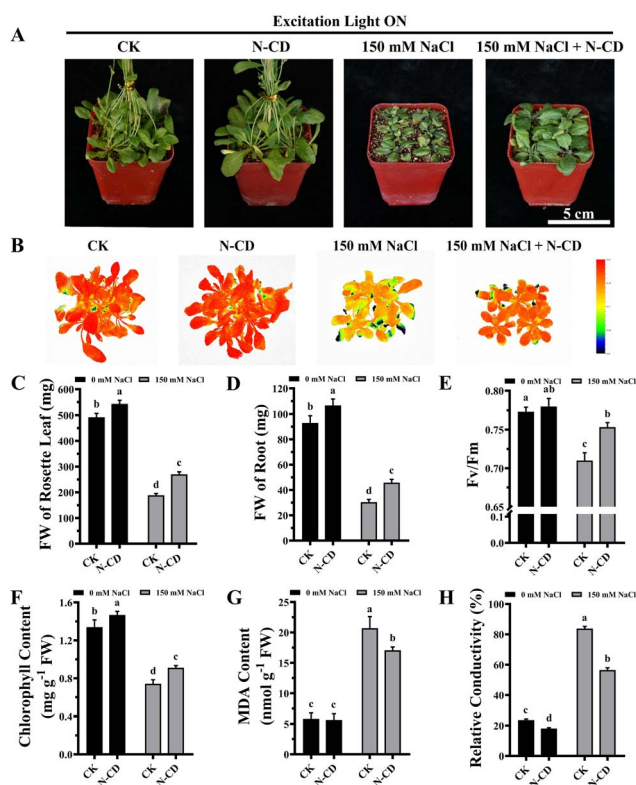 Excitation Light ON
A
CK N-CD 150 mM NaCl 150 mM NaCl + N-CD
5 cm
B
CK N-CD 150 mM NaCl 150 mM NaCl + N-CD
C
0 mM NaCl 150 mM NaCl
FW of Rosette Leaf (mg)
600
500
400
300
200
100
0
b a d c
CK N-CD CK N-CD
D
0 mM NaCl 150 mM NaCl
FW of Root (mg)
120
100
80
60
40
20
0
b a d c
CK N-CD CK N-CD
E
0 mM NaCl 150 mM NaCl
Fv/Fm
0.80
0.75
0.70
0.65
0.1
0.0
a ab c b
CK N-CD CK N-CD
F
0 mM NaCl 150 mM NaCl
Chlorophyll Content
(mg g-1 FW)
1.6
1.2
0.8
0.4
0.0
b a d c
CK N-CD CK N-CD
G
0 mM NaCl 150 mM NaCl
MDA Content
(nmol g-1 FW)
25
20
15
10
5
0
c c a b
CK N-CD CK N-CD
H
0 mM NaCl 150 mM NaCl
Relative Conductivity (%)
100
80
60
40
20
0
c d a b
CK N-CD CK N-CD